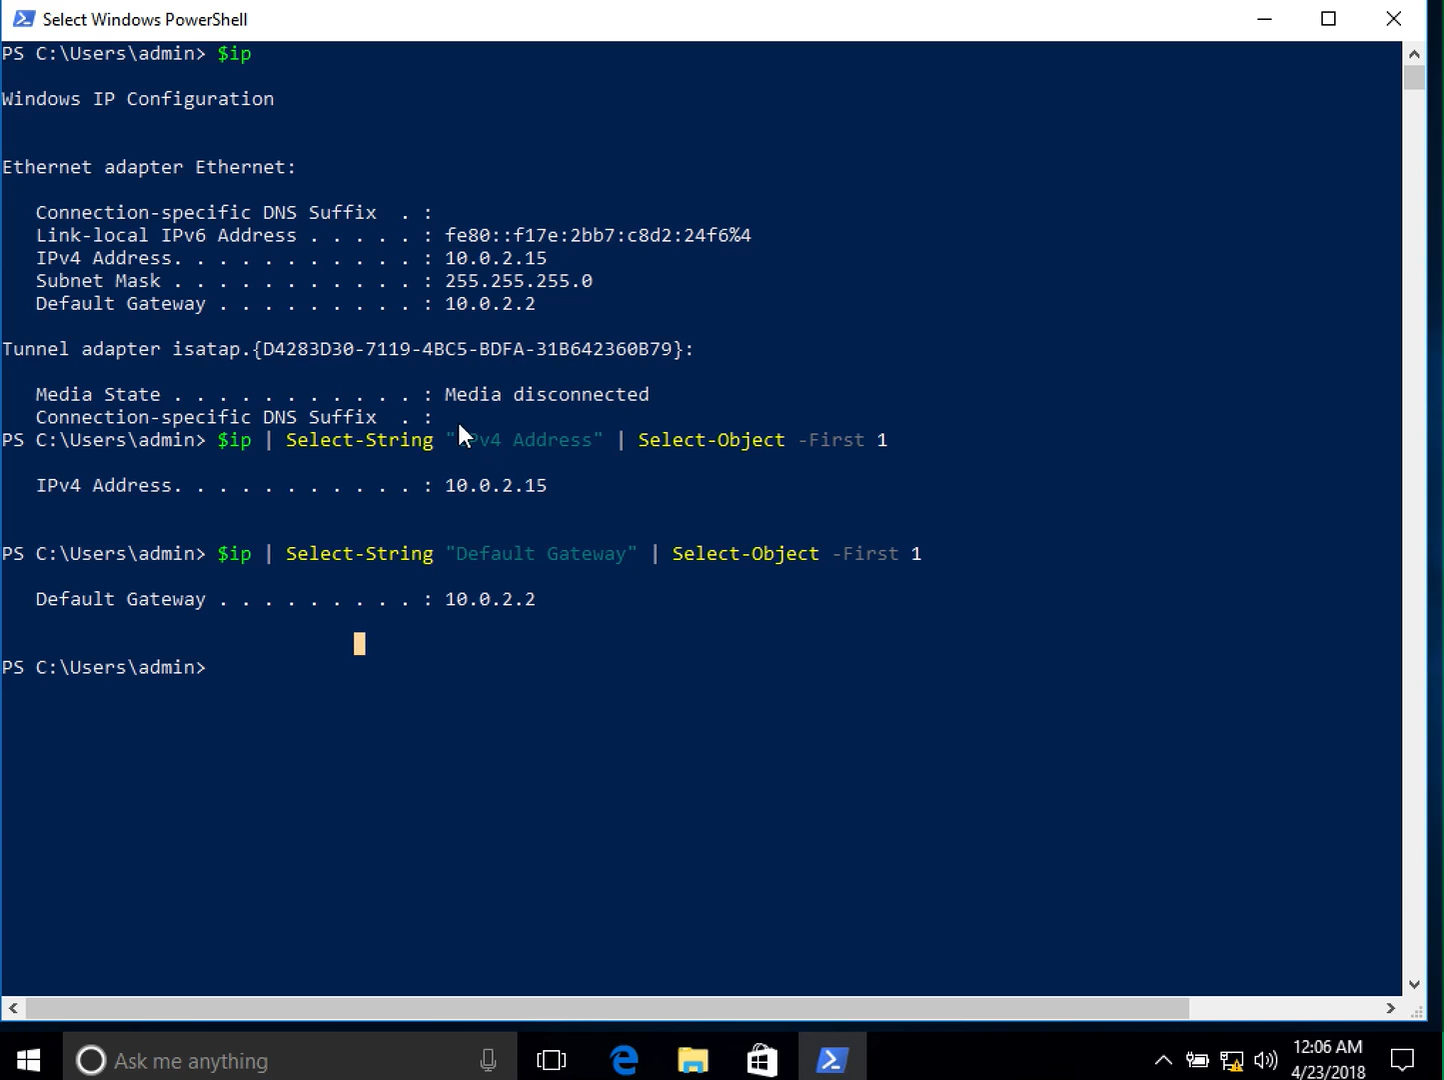 Select Windows PowerShell
PS C:\Users\admin> $ip
Windows IP Configuration
Ethernet adapter Ethernet:
Connection-specific DNS Suffix . :
Link-local IPv6 Address . . . . . : fe80::f17e:2bb7:c8d2:24f6%4
IPv4 Address. . . . . . . . . . . : 10.0.2.15
Subnet Mask . . . . . . . . . . . : 255.255.255.0
Default Gateway . . . . . . . . . : 10.0.2.2
Tunnel adapter isatap.{D4283D30-7119-4BC5-BDFA-31B642360B79}:
Media State . . . . . . . . . . . : Media disconnected
Connection-specific DNS Suffix . :
PS C:\Users\admin> $ip | Select-String "IPv4 Address" | Select-Object -First 1
IPv4 Address. . . . . . . . . . . : 10.0.2.15
PS C:\Users\admin> $ip | Select-String "Default Gateway" | Select-Object -First 1
Default Gateway . . . . . . . . . : 10.0.2.2
PS C:\Users\admin>
Ask me anything
12:06 AM
4/23/2018